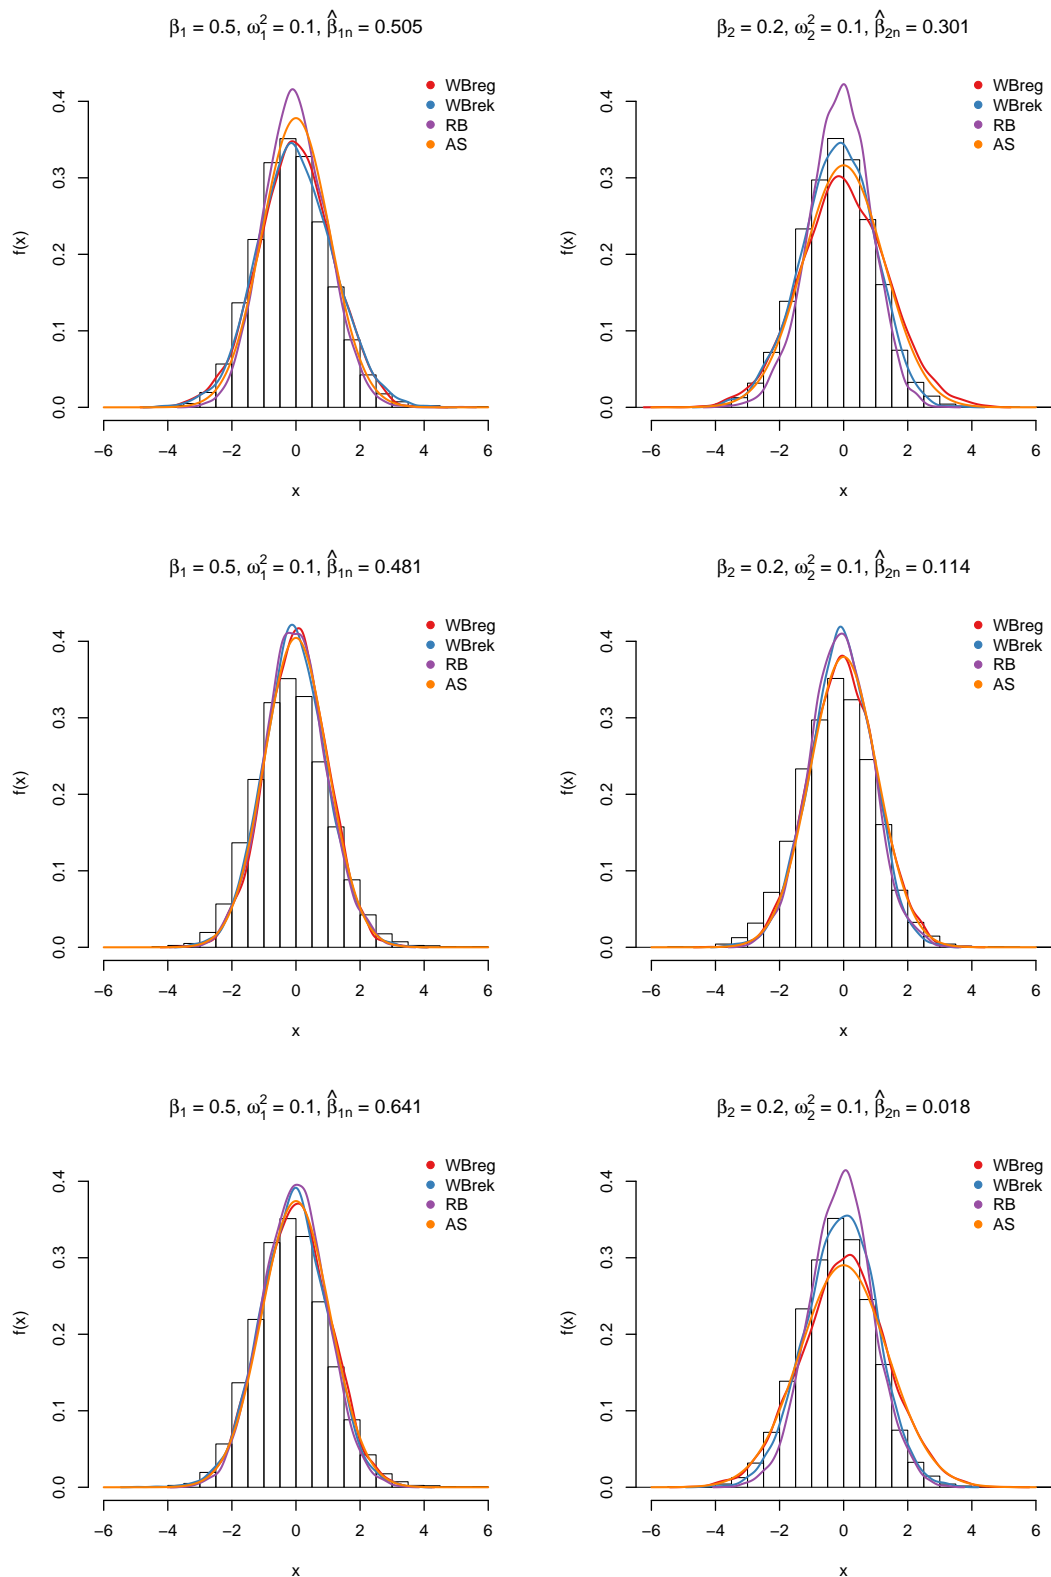 β₁ = 0.5, ω₁² = 0.1, β̂₁ₙ = 0.505
WBreg
WBrek
RB
AS
f(x)
0.4
0.3
0.2
0.1
0.0
−6 −4 −2 0 2 4 6
x
β₂ = 0.2, ω₂² = 0.1, β̂₂ₙ = 0.301
WBreg
WBrek
RB
AS
f(x)
0.4
0.3
0.2
0.1
0.0
−6 −4 −2 0 2 4 6
x
β₁ = 0.5, ω₁² = 0.1, β̂₁ₙ = 0.481
WBreg
WBrek
RB
AS
f(x)
0.4
0.3
0.2
0.1
0.0
−6 −4 −2 0 2 4 6
x
β₂ = 0.2, ω₂² = 0.1, β̂₂ₙ = 0.114
WBreg
WBrek
RB
AS
f(x)
0.4
0.3
0.2
0.1
0.0
−6 −4 −2 0 2 4 6
x
β₁ = 0.5, ω₁² = 0.1, β̂₁ₙ = 0.641
WBreg
WBrek
RB
AS
f(x)
0.4
0.3
0.2
0.1
0.0
−6 −4 −2 0 2 4 6
x
β₂ = 0.2, ω₂² = 0.1, β̂₂ₙ = 0.018
WBreg
WBrek
RB
AS
f(x)
0.4
0.3
0.2
0.1
0.0
−6 −4 −2 0 2 4 6
x